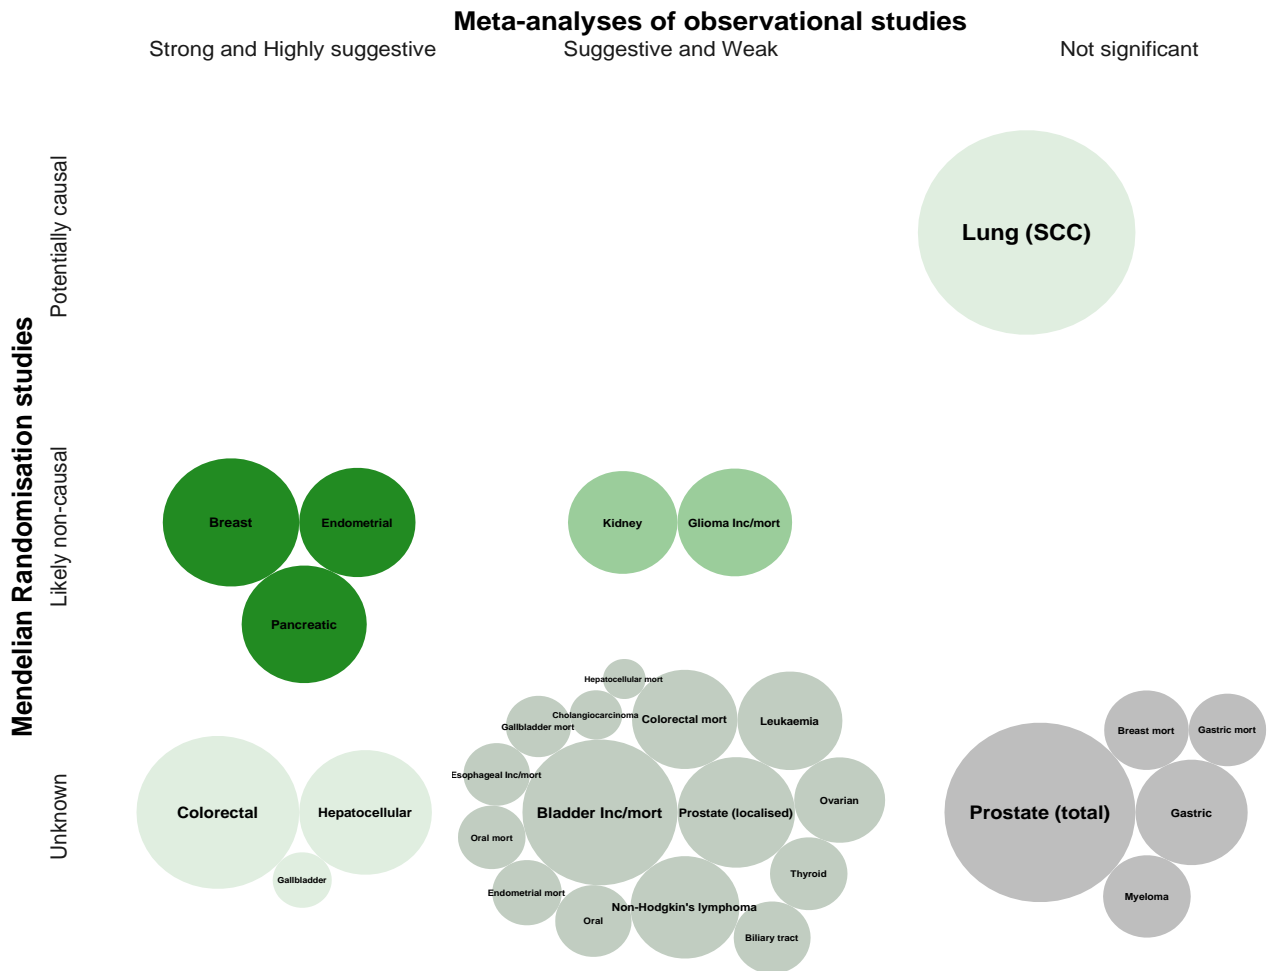 Meta-analyses of observational studies
Strong and Highly suggestive
Suggestive and Weak
Not significant
Mendelian Randomisation studies
Potentially causal
Lung (SCC)
Likely non-causal
Breast
Endometrial
Pancreatic
Kidney
Glioma Inc/mort
Unknown
Colorectal
Hepatocellular
Gallbladder
Hepatocellular mort
Cholangiocarcinoma
Gallbladder mort
Colorectal mort
Leukaemia
Esophageal Inc/mort
Bladder Inc/mort
Prostate (localised)
Ovarian
Oral mort
Thyroid
Endometrial mort
Oral
Non-Hodgkin's lymphoma
Biliary tract
Breast mort
Gastric mort
Prostate (total)
Gastric
Myeloma